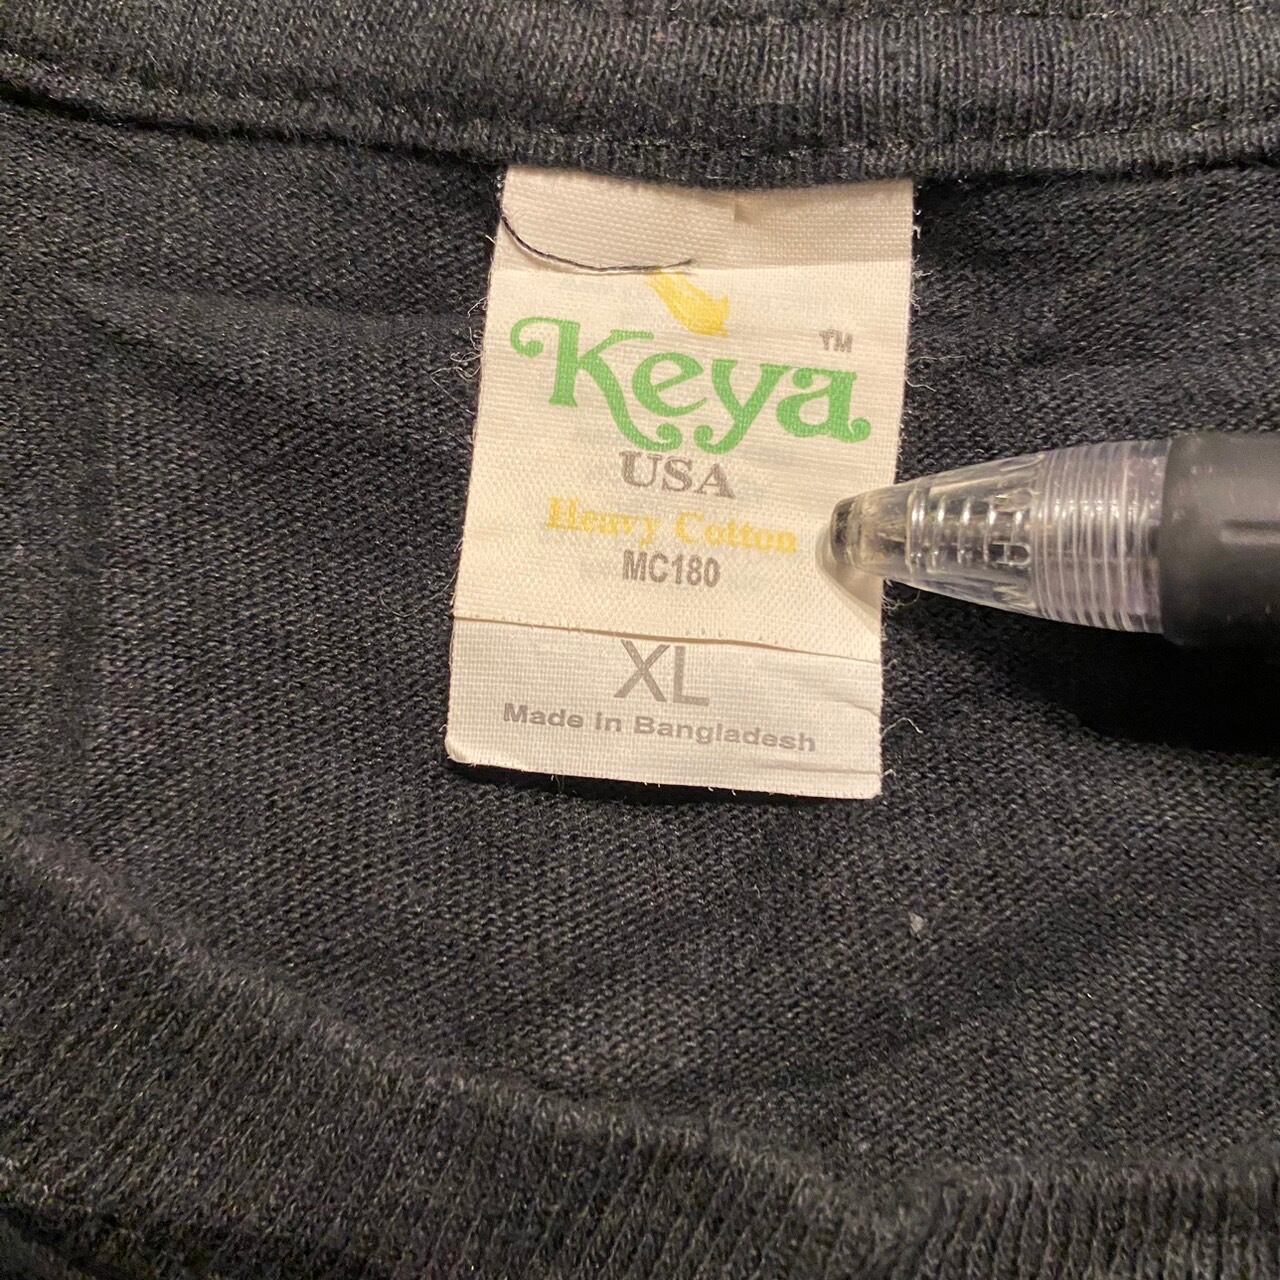 Keya™
USA
Heavy Cotton
MC180
XL
Made in Bangladesh